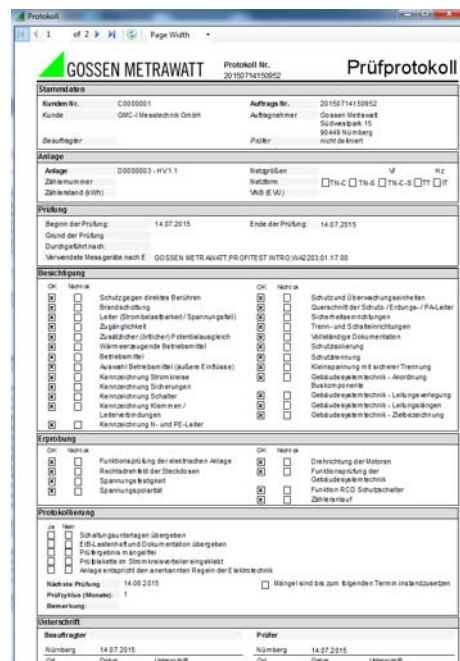 Protokoll
1 of 2 Page Width
GOSSEN METRAWATT
Protokoll Nr.
20150714150952
Prüfprotokoll
Stammdaten
Kunden Nr. C0000001 Auftrags Nr. 20150714150952
Kunde GMC-I Messtechnik GmbH Auftragnehmer Gossen Metrawatt
Südwestpark 15
90449 Nürnberg
Beauftragter Prüfer nicht definiert
Anlage
Anlage D0000003 - HV1.1 Netzgrößen V/ Hz
Zählernummer Netzform TN-C TN-S TN-C-S TT IT
Zählerstand (kWh) VNB (EVU)
Prüfung
Beginn der Prüfung: 14.07.2015 Ende der Prüfung: 14.07.2015
Grund der Prüfung
Durchgeführt nach:
Verwendete Messgeräte nach E GOSSEN METRAWATT;PROFITEST INTRO;WA2203;01.17.00
Besichtigung
OK Nicht ok OK Nicht ok
Schutz gegen direktes Berühren Schutz und Überwachungseinheiten
Brandschottung Querschnitt der Schutz- / Erdungs- / PA-Leiter
Leiter (Strombelastbarkeit / Spannungsfall) Sicherheitseinrichtungen
Zugänglichkeit Trenn- und Schalteinrichtungen
Zusätzlicher (örtlicher) Potentialausgleich Vollständige Dokumentation
Wärmeerzeugende Betriebsmittel Schutzisolierung
Betriebsmittel Schutztrennung
Auswahl Betriebsmittel (äußere Einflüsse) Kleinspannung mit sicherer Trennung
Kennzeichnung Stromkreise Gebäudesystemtechnik - Anordnung
Buskomponente
Kennzeichnung Sicherungen
Kennzeichnung Schalter Gebäudesystemtechnik - Leitungsverlegung
Kennzeichnung Klemmen / Gebäudesystemtechnik - Leitungslängen
Leiterverbindungen Gebäudesystemtechnik - Zielbezeichnung
Kennzeichnung N- und PE-Leiter
Erprobung
OK Nicht ok OK Nicht ok
Funktionsprüfung der elektrischen Anlage Drehrichtung der Motoren
Rechtsdrehfeld der Steckdosen Funktionsprüfung der
Gebäudesystemtechnik
Spannungsfestigkeit
Spannungspolarität Funktion RCD Schutzschalter
Zähleranlauf
Protokollierung
Ja Nein
Schaltungsunterlagen übergeben
EIB-Lastenheft und Dokumentation übergeben
Prüfergebnis mängelfrei
Prüfplakette im Stromkreisverteiler eingeklebt
Anlage entspricht den anerkannten Regeln der Elektrotechnik
Nächste Prüfung 14.08.2015 Mängel sind bis zum folgenden Termin instandzusetzen
Prüfzyklus (Monate): 1
Bemerkung:
Unterschrift
Beauftragter Prüfer
Nürnberg 14.07.2015 Nürnberg 14.07.2015
Ort Datum Unterschrift Ort Datum Unterschrift